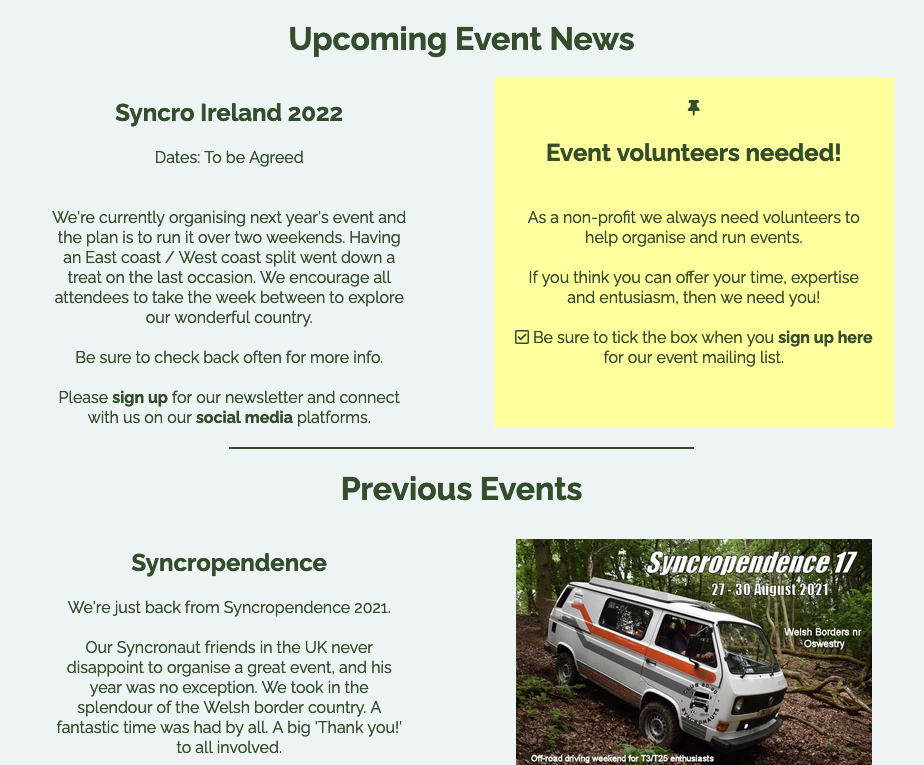 Upcoming Event News
Syncro Ireland 2022
Dates: To be Agreed
We're currently organising next year's event and
the plan is to run it over two weekends. Having
an East coast / West coast split went down a
treat on the last occasion. We encourage all
attendees to take the week between to explore
our wonderful country.
Be sure to check back often for more info.
Please sign up for our newsletter and connect
with us on our social media platforms.
Event volunteers needed!
As a non-profit we always need volunteers to
help organise and run events.
If you think you can offer your time, expertise
and entusiasm, then we need you!
Be sure to tick the box when you sign up here
for our event mailing list.
Previous Events
Syncropendence
We're just back from Syncropendence 2021.
Our Syncronaut friends in the UK never
disappoint to organise a great event, and his
year was no exception. We took in the
splendour of the Welsh border country. A
fantastic time was had by all. A big 'Thank you!'
to all involved.
Syncropendence 17
27 - 30 August 2021
Welsh Borders nr
Oswestry
SYNCRONAUTS
Off-road driving weekend for T3/T25 enthusiasts